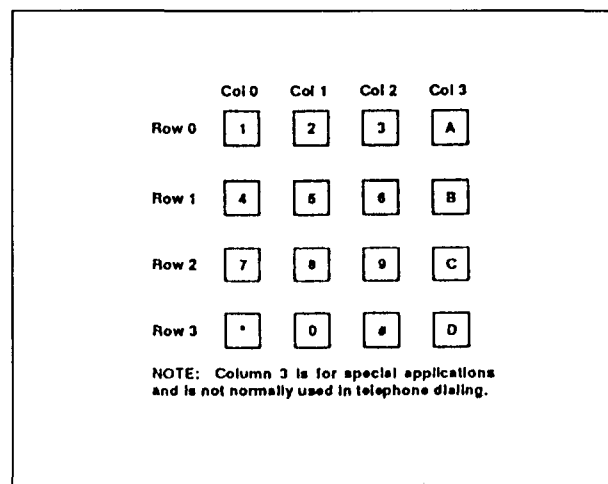 Col 0 Col 1 Col 2 Col 3
Row 0 1 2 3 A
Row 1 4 5 6 B
Row 2 7 8 9 C
Row 3 * 0 # D
NOTE: Column 3 is for special applications
and is not normally used in telephone dialing.